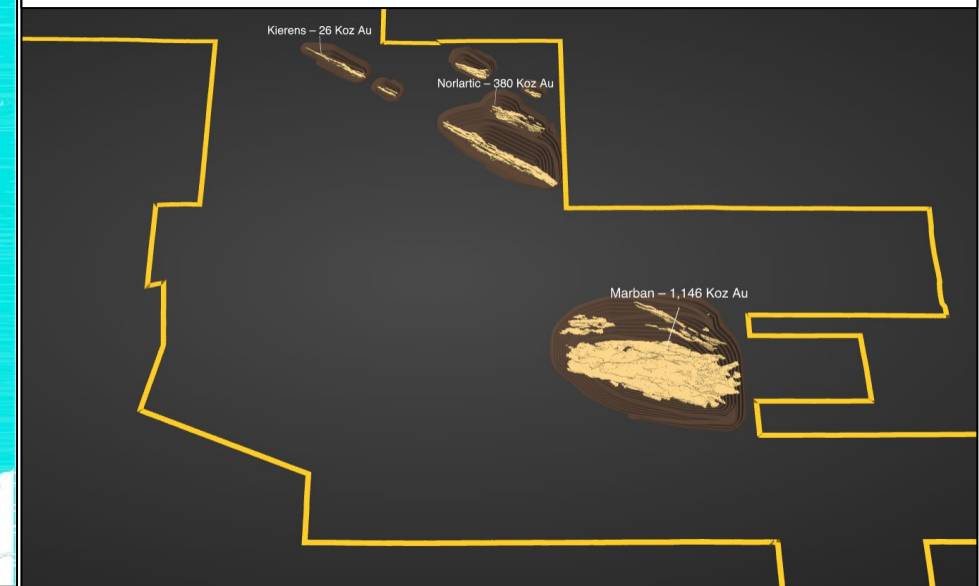 Kierens – 26 Koz Au
Norlartic – 380 Koz Au
Marban – 1,146 Koz Au